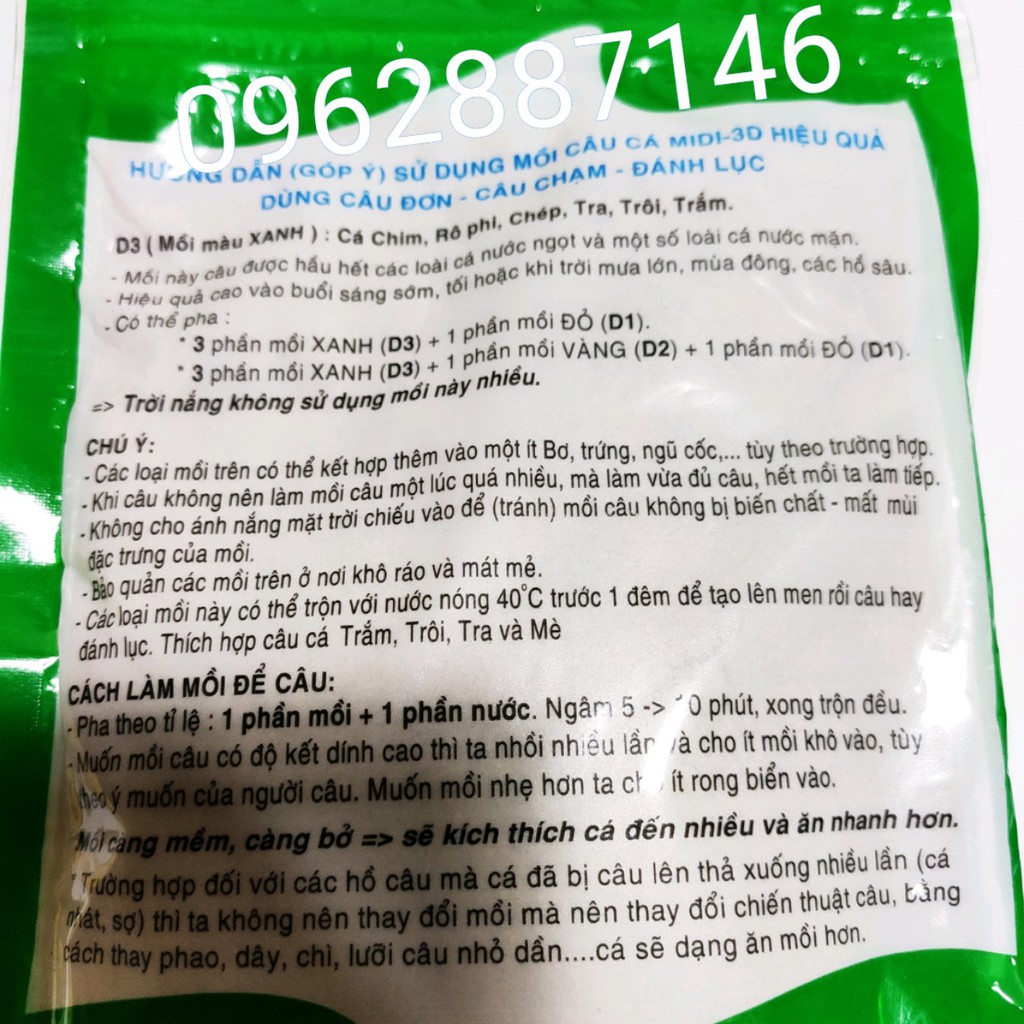 0962887146
HƯỚNG DẪN (GÓP Ý) SỬ DỤNG MỒI CÂU CÁ MIDI-3D HIỆU QUẢ
DÙNG CÂU ĐƠN - CÂU CHẠM - ĐÁNH LỤC
D3 ( Mồi màu XANH ) : Cá Chim, Rô phi, Chép, Tra, Trôi, Trắm.
- Mồi này câu được hầu hết các loài cá nước ngọt và một số loài cá nước mặn.
- Hiệu quả cao vào buổi sáng sớm, tối hoặc khi trời mưa lớn, mùa đông, các hồ sâu.
- Có thể pha :
* 3 phần mồi XANH (D3) + 1 phần mồi ĐỎ (D1).
* 3 phần mồi XANH (D3) + 1 phần mồi VÀNG (D2) + 1 phần mồi ĐỎ (D1).
=> Trời nắng không sử dụng mồi này nhiều.
CHÚ Ý:
- Các loại mồi trên có thể kết hợp thêm vào một ít Bơ, trứng, ngũ cốc,... tùy theo trường hợp.
- Khi câu không nên làm mồi câu một lúc quá nhiều, mà làm vừa đủ câu, hết mồi ta làm tiếp.
- Không cho ánh nắng mặt trời chiếu vào để (tránh) mồi câu không bị biến chất - mất mùi
đặc trưng của mồi.
- Bảo quản các mồi trên ở nơi khô ráo và mát mẻ.
- Các loại mồi này có thể trộn với nước nóng 40°C trước 1 đêm để tạo lên men rồi câu hay
đánh lục. Thích hợp câu cá Trắm, Trôi, Tra và Mè
CÁCH LÀM MỒI ĐỂ CÂU:
- Pha theo tỉ lệ : 1 phần mồi + 1 phần nước. Ngâm 5 -> 10 phút, xong trộn đều.
- Muốn mồi câu có độ kết dính cao thì ta nhồi nhiều lần và cho ít mồi khô vào, tùy
theo ý muốn của người câu. Muốn mồi nhẹ hơn ta cho ít rong biển vào.
Mồi càng mềm, càng bở => sẽ kích thích cá đến nhiều và ăn nhanh hơn.
* Trường hợp đối với các hồ câu mà cá đã bị câu lên thả xuống nhiều lần (cá
nhát, sợ) thì ta không nên thay đổi mồi mà nên thay đổi chiến thuật câu, bằng
cách thay phao, dây, chì, lưỡi câu nhỏ dần....cá sẽ dạng ăn mồi hơn.